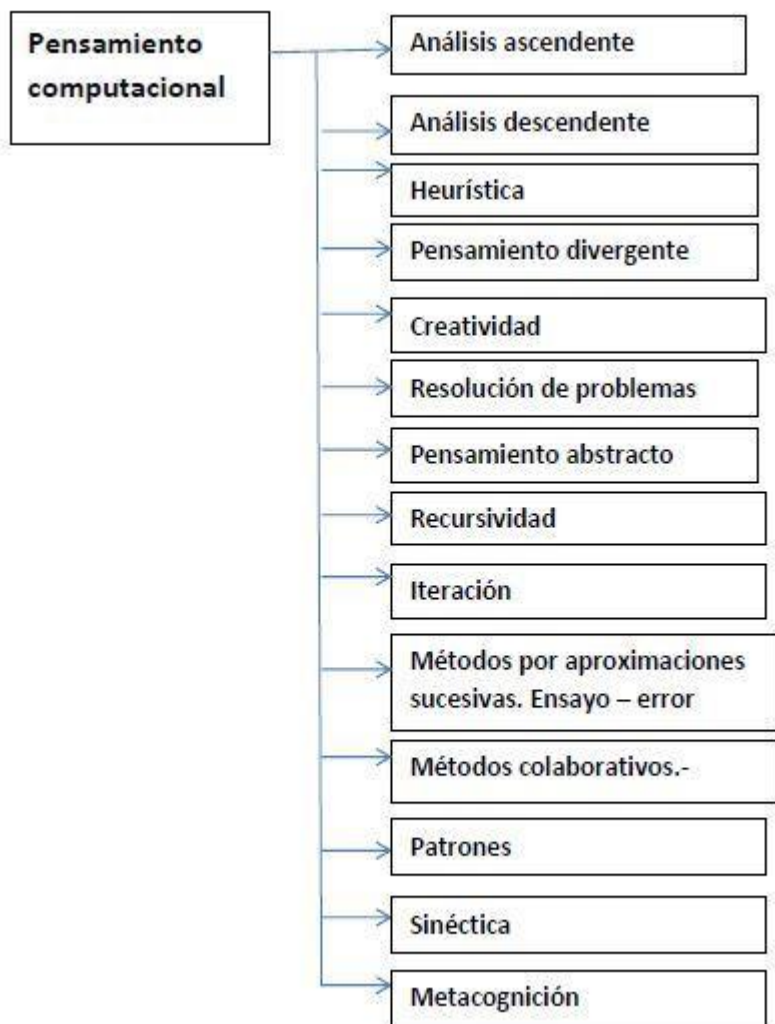 Pensamiento
computacional
Análisis ascendente
Análisis descendente
Heurística
Pensamiento divergente
Creatividad
Resolución de problemas
Pensamiento abstracto
Recursividad
Iteración
Métodos por aproximaciones
sucesivas. Ensayo – error
Métodos colaborativos.-
Patrones
Sinéctica
Metacognición